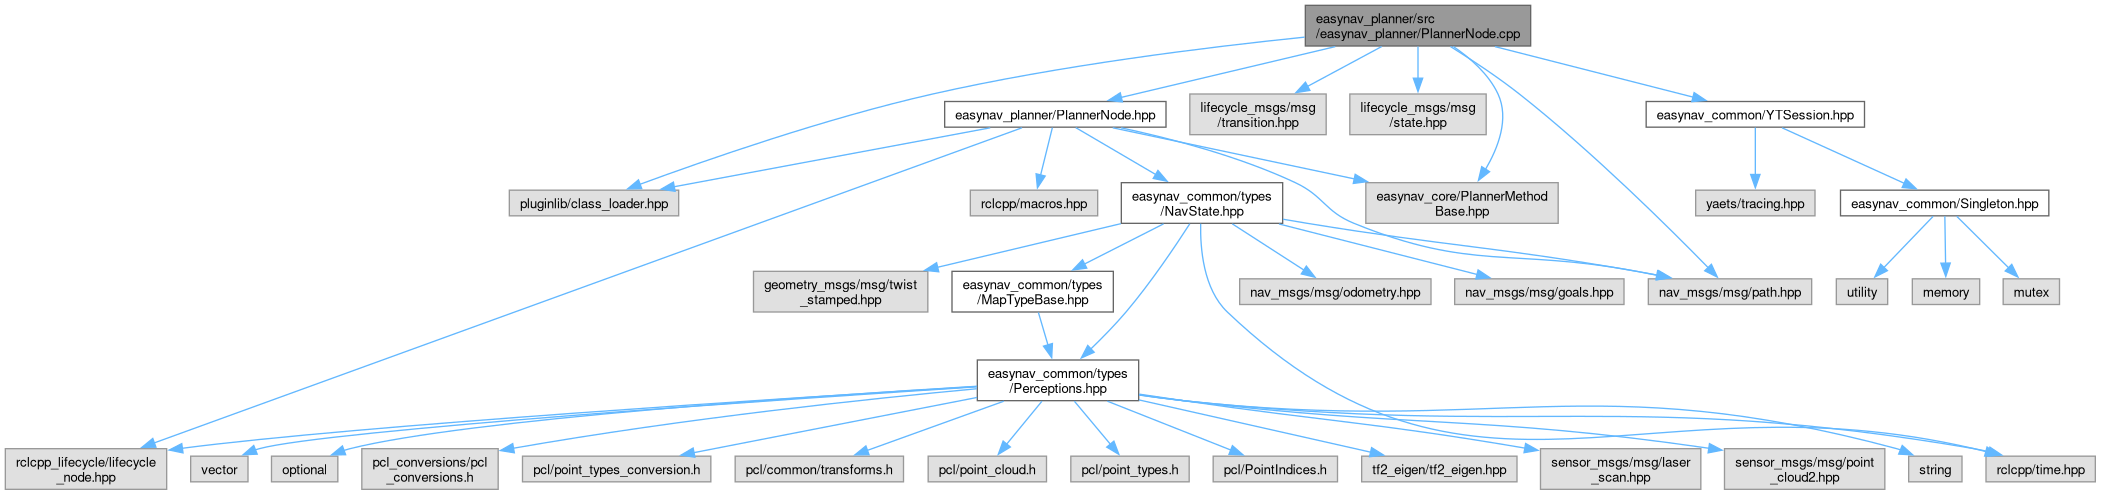 easynav_planner/src
/easynav_planner/PlannerNode.cpp
easynav_planner/PlannerNode.hpp
lifecycle_msgs/msg
/transition.hpp
lifecycle_msgs/msg
/state.hpp
easynav_common/YTSession.hpp
pluginlib/class_loader.hpp
rclcpp/macros.hpp
easynav_common/types
/NavState.hpp
easynav_core/PlannerMethod
Base.hpp
yaets/tracing.hpp
easynav_common/Singleton.hpp
geometry_msgs/msg/twist
_stamped.hpp
easynav_common/types
/MapTypeBase.hpp
nav_msgs/msg/odometry.hpp
nav_msgs/msg/goals.hpp
nav_msgs/msg/path.hpp
utility
memory
mutex
easynav_common/types
/Perceptions.hpp
rclcpp_lifecycle/lifecycle
_node.hpp
vector
optional
pcl_conversions/pcl
_conversions.h
pcl/point_types_conversion.h
pcl/common/transforms.h
pcl/point_cloud.h
pcl/point_types.h
pcl/PointIndices.h
tf2_eigen/tf2_eigen.hpp
sensor_msgs/msg/laser
_scan.hpp
sensor_msgs/msg/point
_cloud2.hpp
string
rclcpp/time.hpp